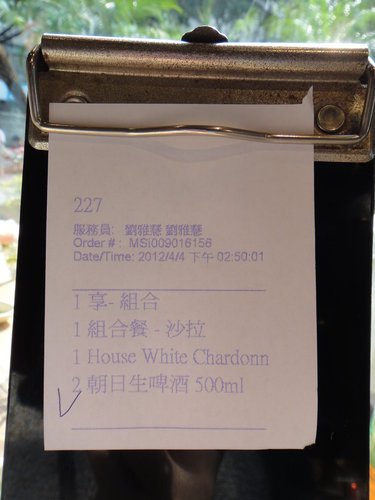 227
服務員: 劉雅慧 劉雅慧
Order # : MSI009016156
Date/Time: 2012/4/4 下午 02:50:01
1 享- 組合
1 組合餐 - 沙拉
1 House White Chardonn
2 朝日生啤酒 500ml